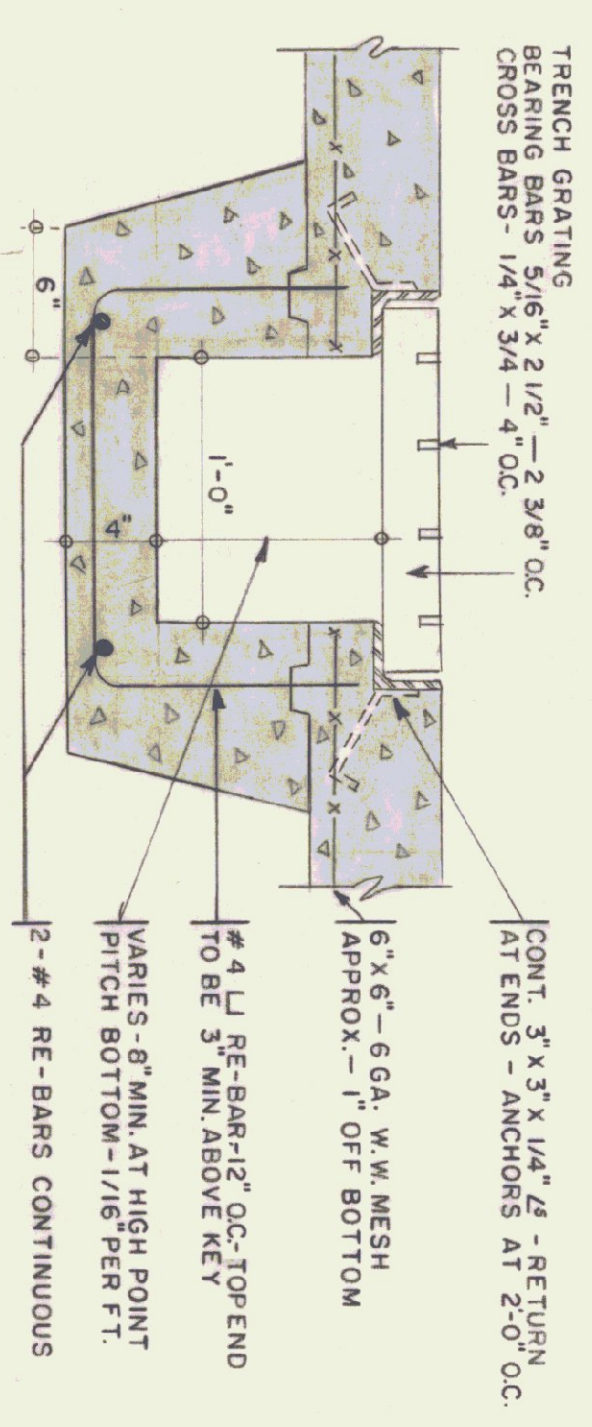 TRENCH GRATING
BEARING BARS 5/16" X 2 1/2" — 2 3/8" O.C.
CROSS BARS - 1/4" X 3/4 — 4" O.C.
CONT. 3" X 3" X 1/4" ∠s - RETURN
AT ENDS - ANCHORS AT 2'-0" O.C.
6" X 6" - 6 GA. W.W. MESH
APPROX. - 1" OFF BOTTOM
# 4 ⊔ RE-BAR-12" O.C.-TOP END
TO BE 3" MIN. ABOVE KEY
VARIES-8" MIN. AT HIGH POINT
PITCH BOTTOM-1/16" PER FT.
2-#4 RE-BARS CONTINUOUS
1'-0"
4"
6"